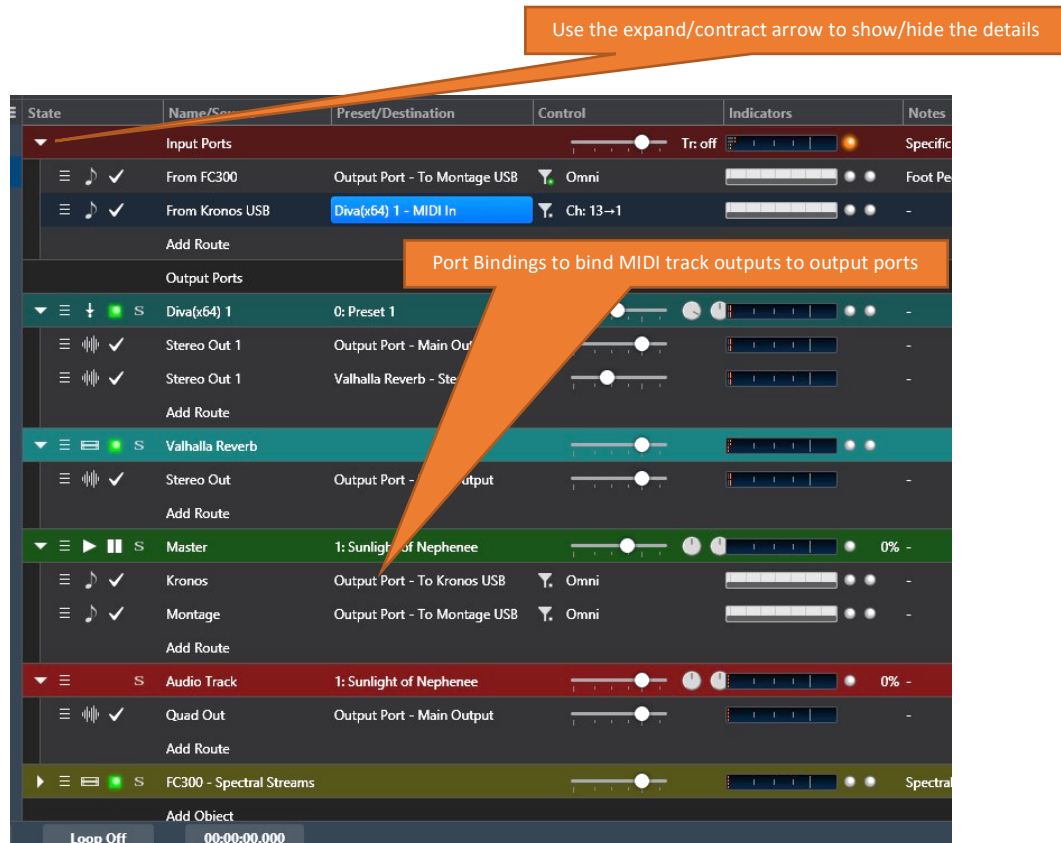 Use the expand/contract arrow to show/hide the details
State Name/Source Preset/Destination Control Indicators Notes
Input Ports Tr: off Specific
From FC300 Output Port - To Montage USB Omni Foot Pe
From Kronos USB Diva(x64) 1 - MIDI In Ch: 13→1 -
Add Route
Port Bindings to bind MIDI track outputs to output ports
Output Ports
S Diva(x64) 1 0: Preset 1 -
Stereo Out 1 Output Port - Main Out -
Stereo Out 1 Valhalla Reverb - Ste -
Add Route
S Valhalla Reverb
Stereo Out Output Port - utput -
Add Route
S Master 1: Sunlight of Nephenee 0% -
Kronos Output Port - To Kronos USB Omni -
Montage Output Port - To Montage USB Omni -
Add Route
S Audio Track 1: Sunlight of Nephenee 0% -
Quad Out Output Port - Main Output -
Add Route
S FC300 - Spectral Streams Spectral
Add Object
Loop Off 00:00:00.000